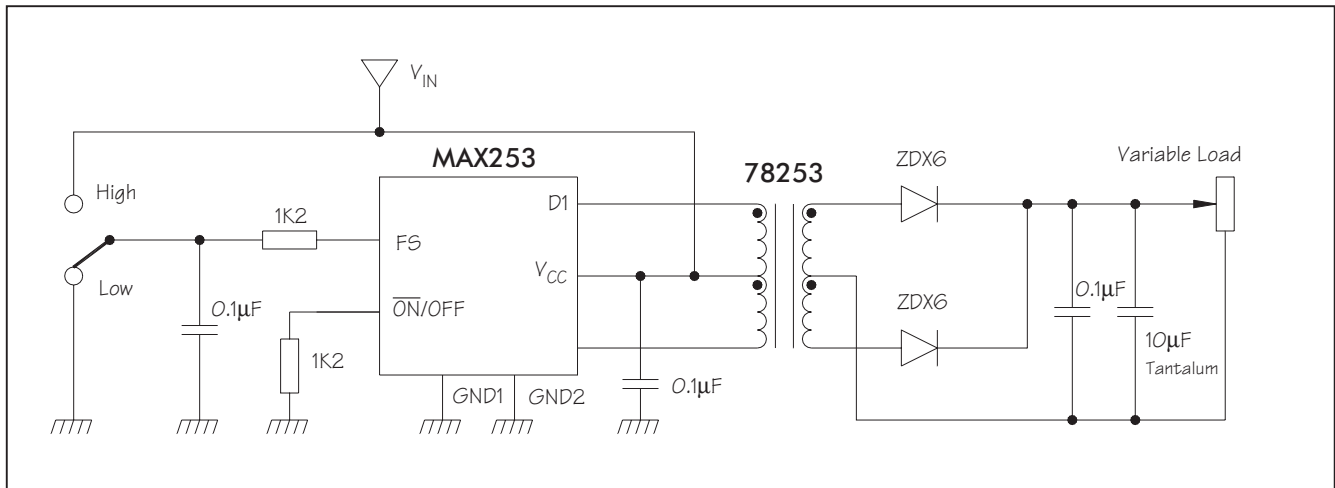 V_IN
MAX253
78253
ZDX6
Variable Load
High
D1
1K2
FS
V_CC
Low
0.1μF
ON/OFF
ZDX6
0.1μF
10μF
Tantalum
1K2
GND1
GND2
0.1μF